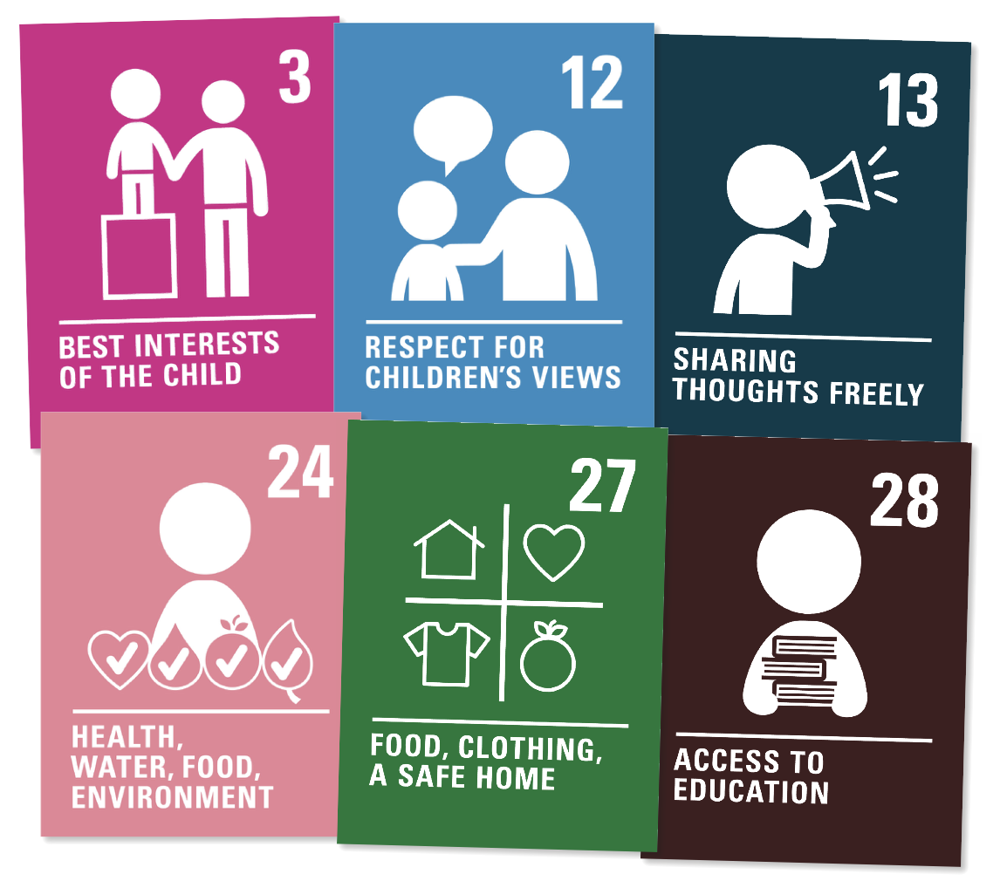 3
BEST INTERESTS
OF THE CHILD
12
RESPECT FOR
CHILDREN'S VIEWS
13
SHARING
THOUGHTS FREELY
24
HEALTH,
WATER, FOOD,
ENVIRONMENT
27
FOOD, CLOTHING,
A SAFE HOME
28
ACCESS TO
EDUCATION